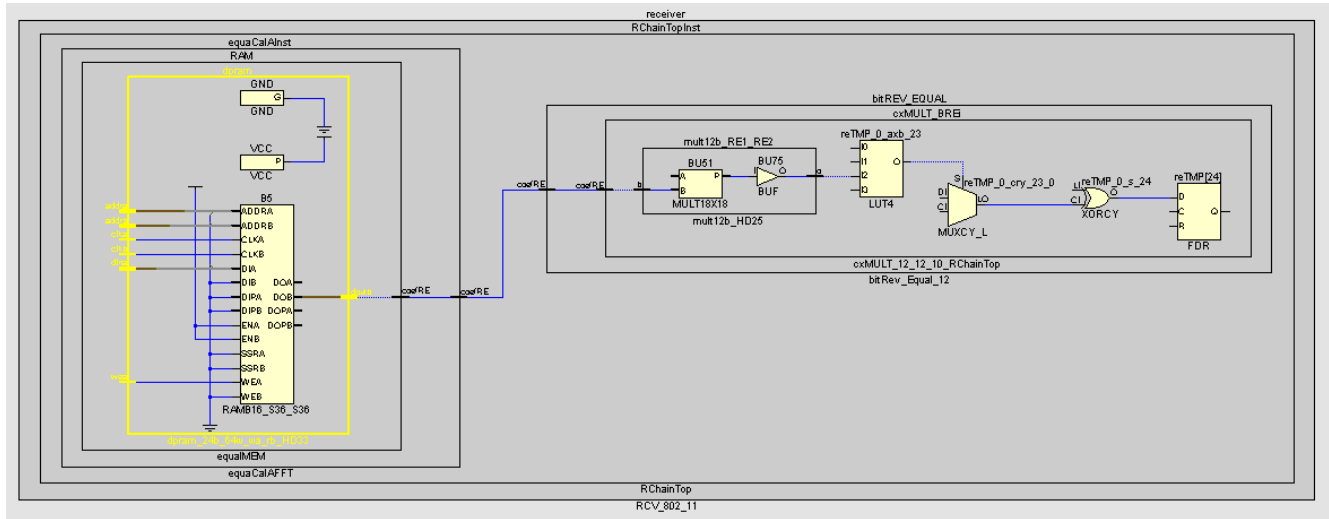 receiver
RChainTopInst
equaCalAInst
RAM
dpram
GND
G
GND
VCC
P
VCC
B5
ADDRA
ADDRB
CLKA
CLKB
DIA
DIB DOA
DIPA DOB
DIPB DOPA
ENA DOPB
ENB
SSRA
SSRB
WEA
WEB
RAMB16_S36_S36
equalMEM
equaCalAFFT
coefRE
coefRE
bitREV_EQUAL
cxMULT_BREi
mult12b_RE1_RE2
coefRE
coefRE
b
BU51
A P
B
MULT18X18
BU75
I O
BUF
a
mult12b_HD25
reTMP_0_axb_23
I0
I1 O
I2
I3
LUT4
reTMP_0_cry_23_0
S
DI
CI LO
MUXCY_L
reTMP_0_s_24
LI
CI O
XORCY
reTMP[24]
D
C Q
R
FDR
cxMULT_12_12_10_RChainTop
bitRev_Equal_12
RChainTop
RCV_802_11